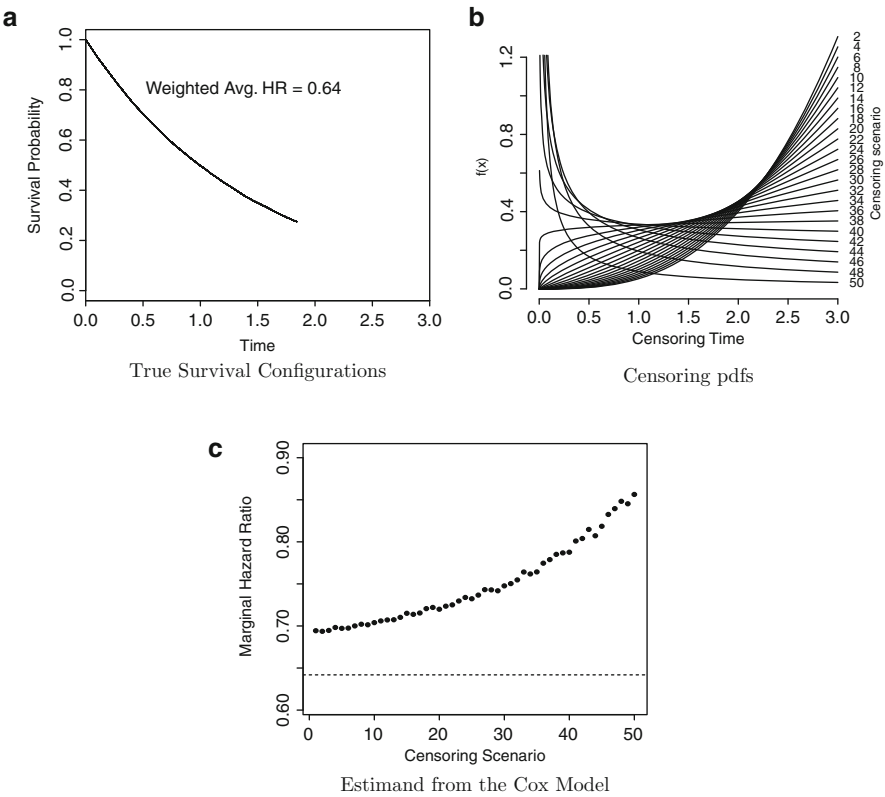 a
Survival Probability
1.0
0.8
0.6
0.4
0.2
0.0
Weighted Avg. HR = 0.64
0.0 0.5 1.0 1.5 2.0 2.5 3.0
Time
True Survival Configurations
b
f(x)
1.2
0.8
0.4
0.0
0.0 0.5 1.0 1.5 2.0 2.5 3.0
Censoring Time
2
4
6
8
10
12
14
16
18
20
22
24
26
28
30
32
34
36
38
40
42
44
46
48
50
Censoring scenario
Censoring pdfs
c
Marginal Hazard Ratio
0.90
0.80
0.70
0.60
0 10 20 30 40 50
Censoring Scenario
Estimand from the Cox Model